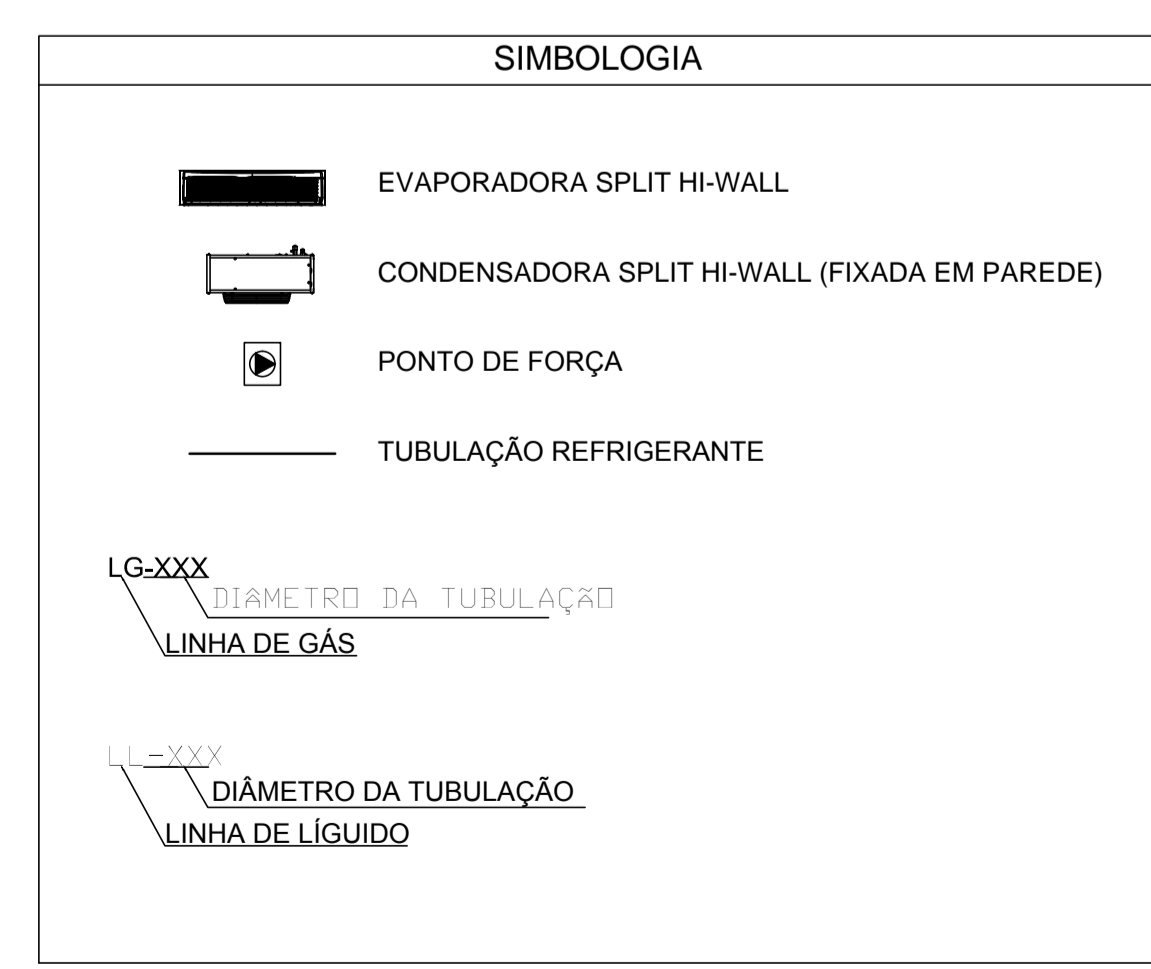 SIMBOLOGIA
EVAPORADORA SPLIT HI-WALL
CONDENSADORA SPLIT HI-WALL (FIXADA EM PAREDE)
PONTO DE FORÇA
TUBULAÇÃO REFRIGERANTE
LG-XXX
DIÂMETRO DA TUBULAÇÃO
LINHA DE GÁS
LL-XXX
DIÂMETRO DA TUBULAÇÃO
LINHA DE LÍGUIDO